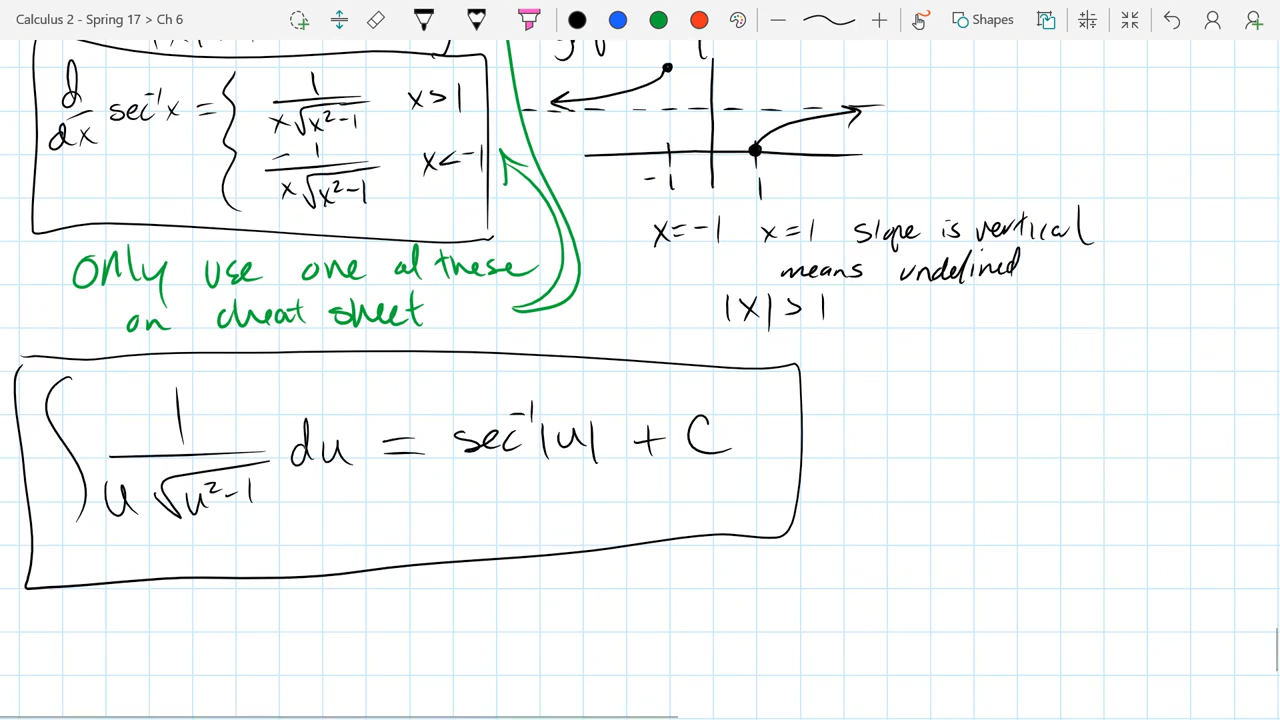 Calculus 2 - Spring 17 > Ch 6
Shapes
d/dx sec⁻¹x = { 1/(x√(x²-1)) x > 1
-1/(x√(x²-1)) x < -1
-1
1
x = -1 x = 1 slope is vertical
means undefined
|x| > 1
Only use one of these
on cheat sheet
∫ 1/(u√(u²-1)) du = sec⁻¹|u| + C